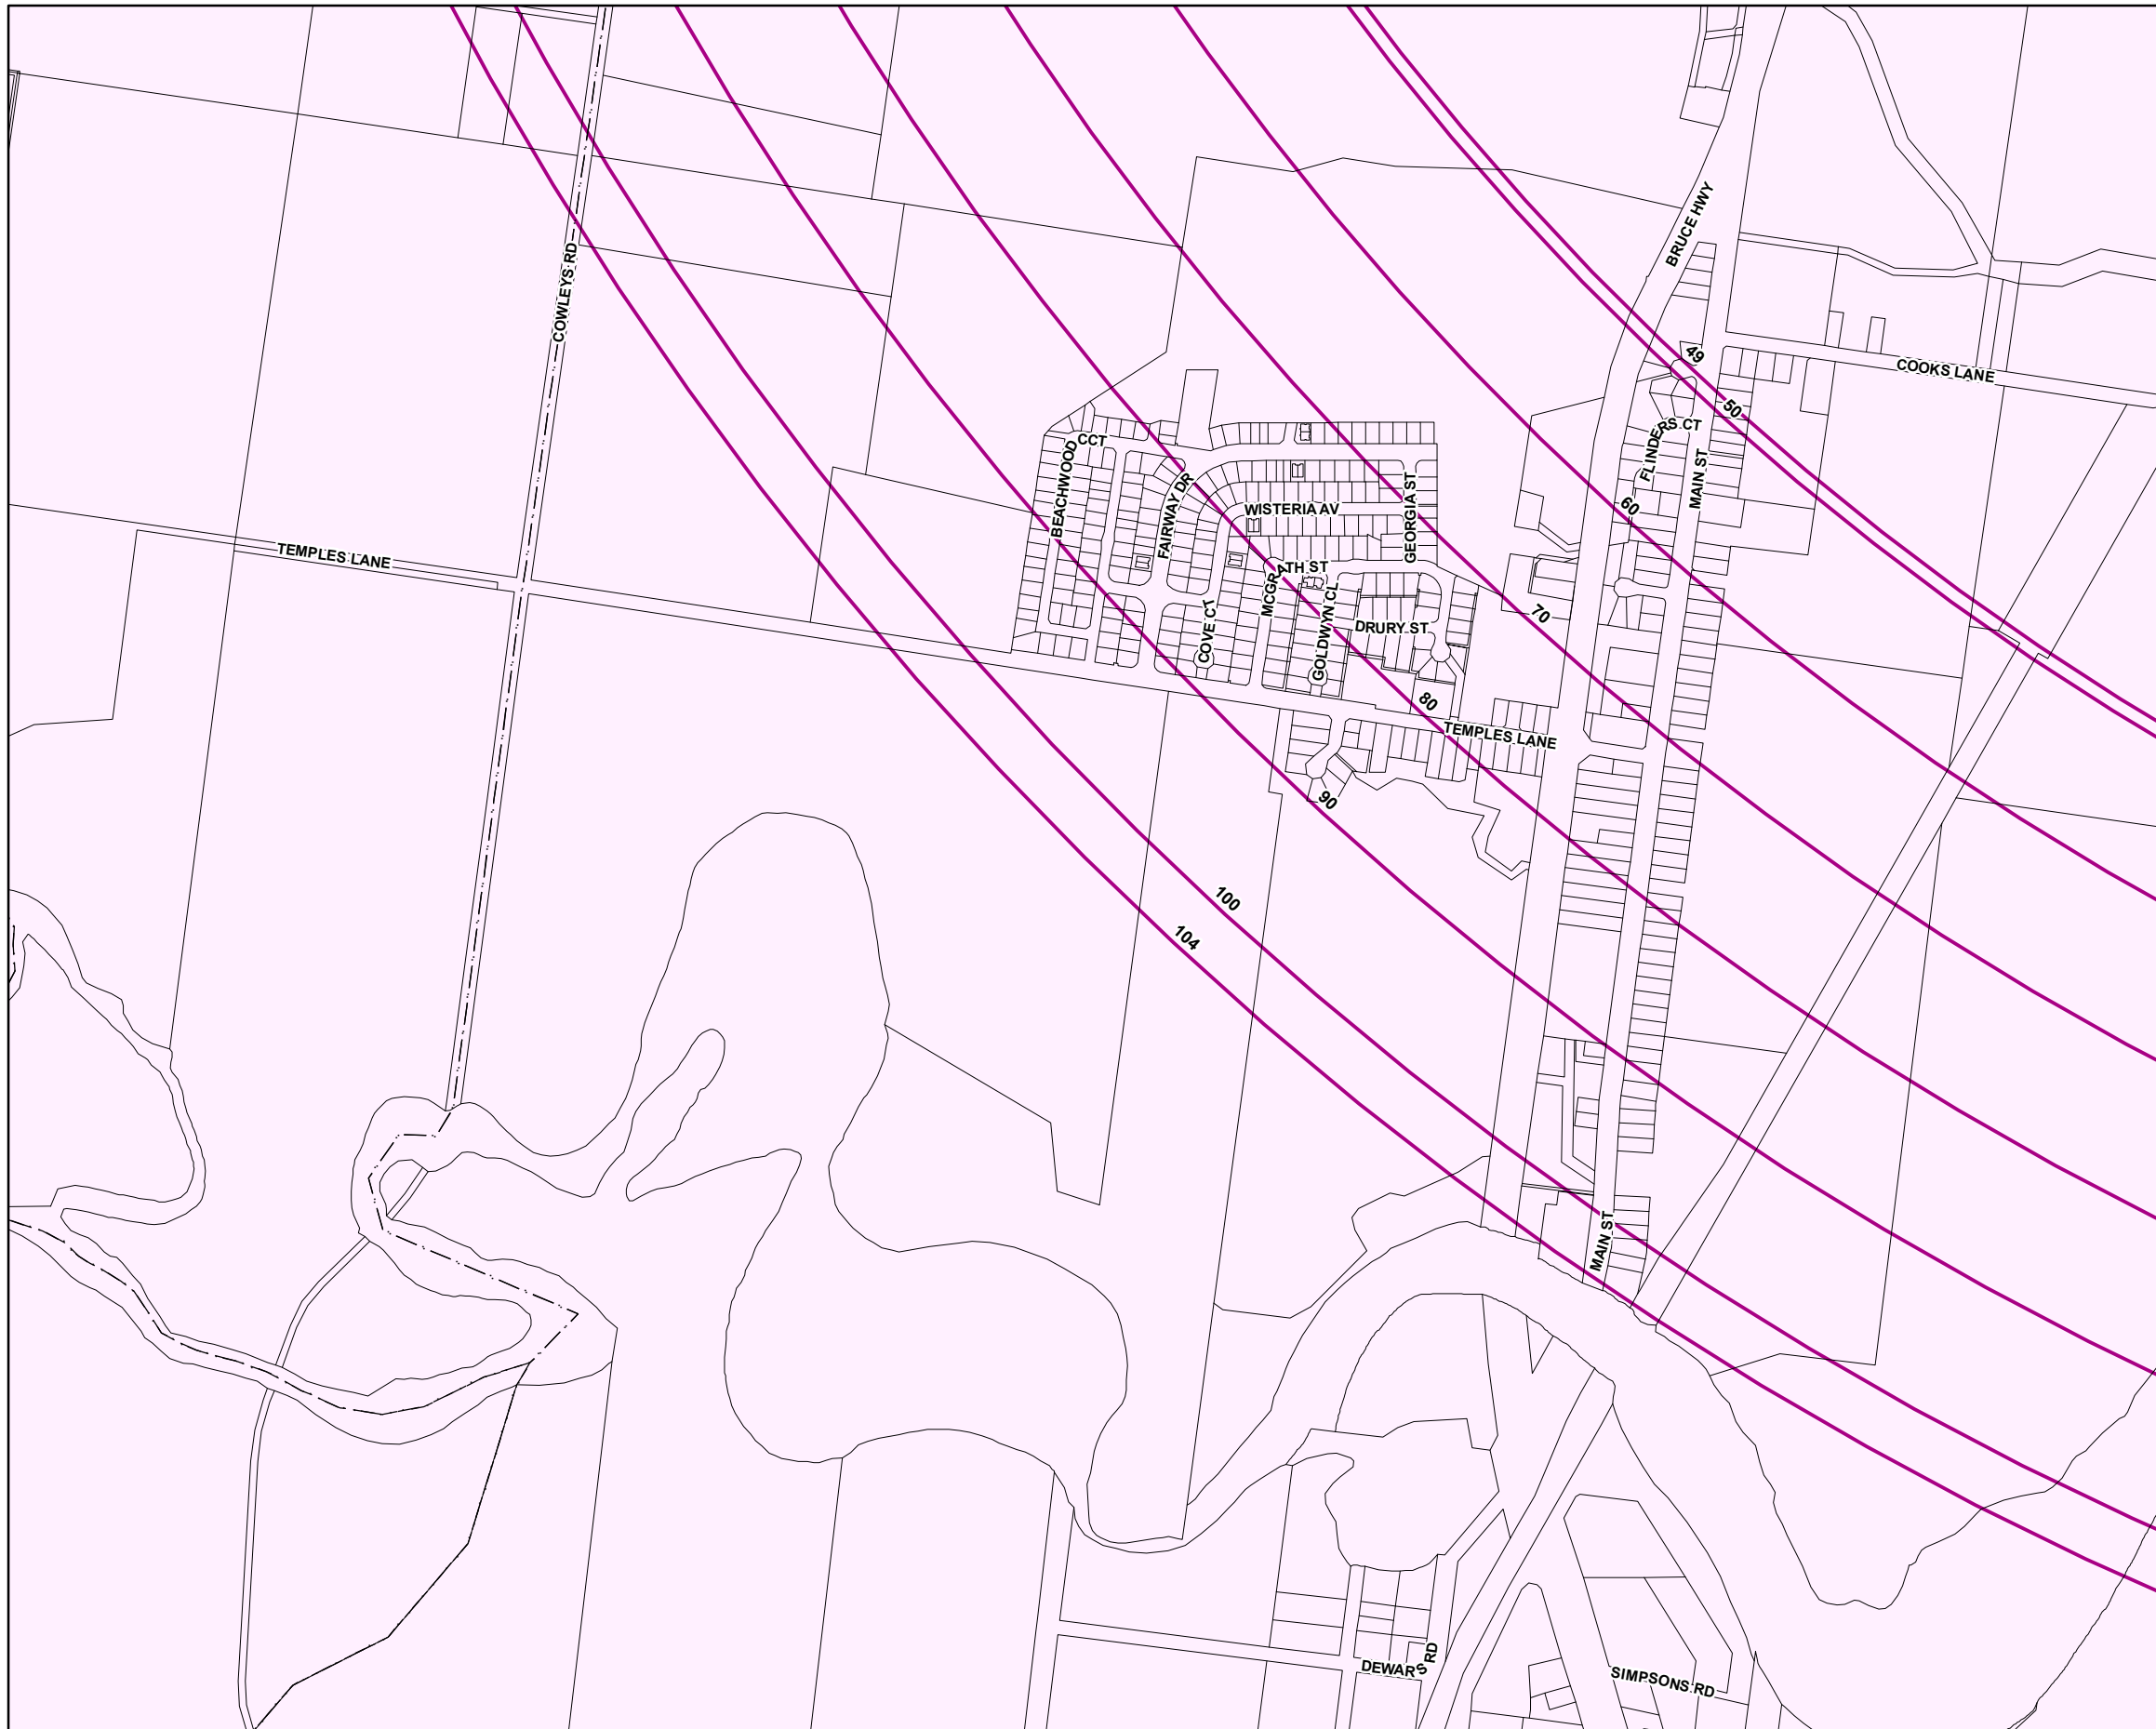 BRUCE HWY
COWLEYS RD
49
COOKS LANE
50
FLINDERS CT
CCT
BEACHWOOD
MAIN ST
FAIRWAY DR
WISTERIA AV
GEORGIA ST
60
TEMPLES LANE
MCGRATH ST
GOLDWYN CL
COVE CT
DRURY ST
70
80
TEMPLES LANE
90
100
104
MAIN ST
DEWARS RD
SIMPSONS RD